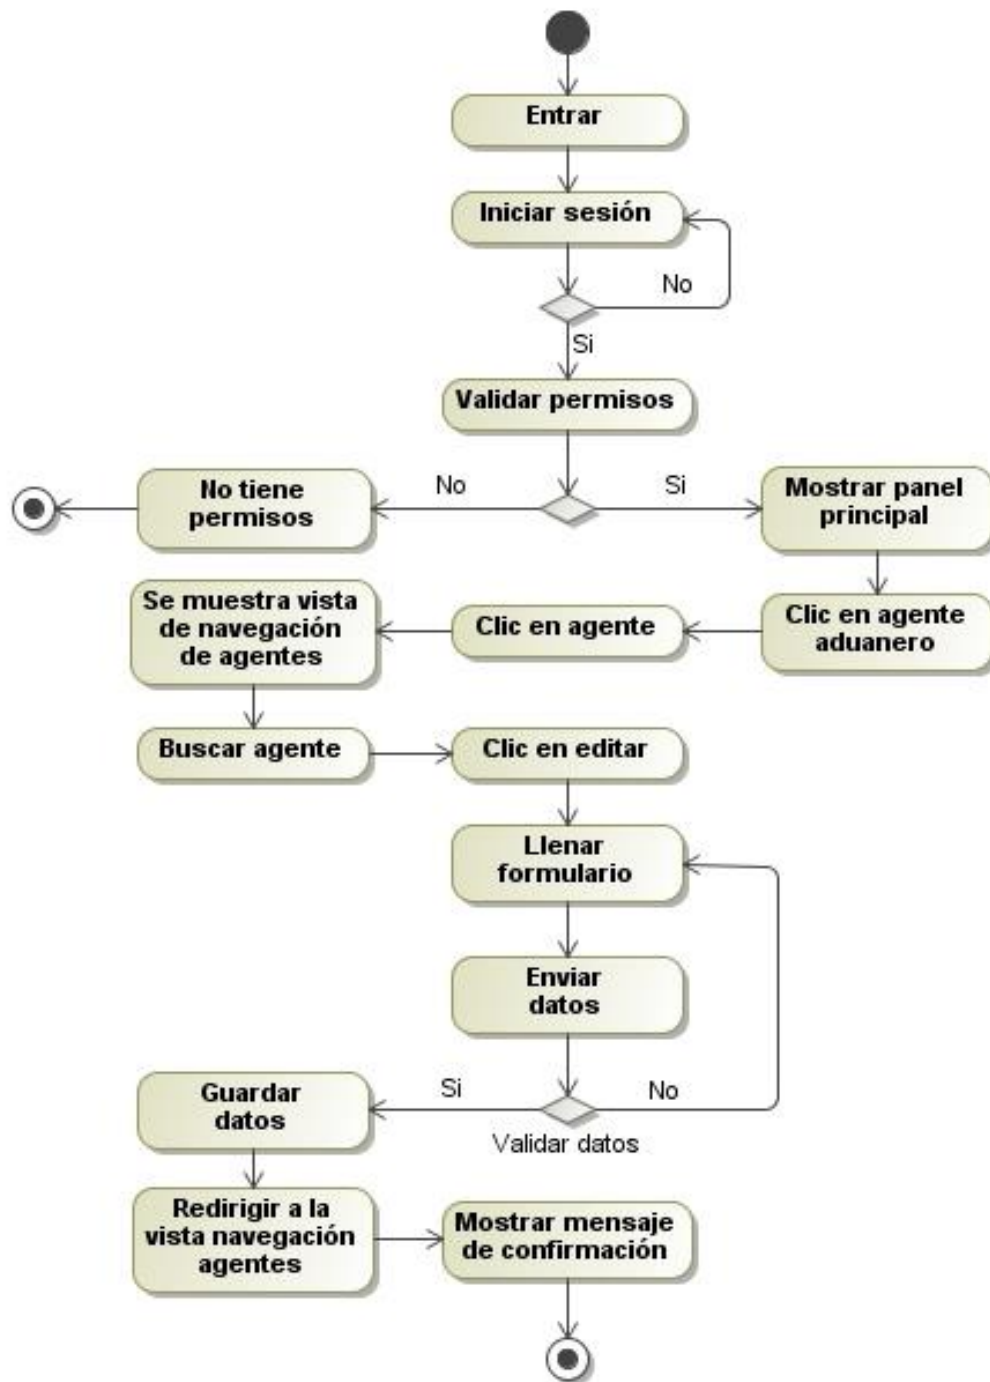 Entrar
Iniciar sesión
No
Si
Validar permisos
No tiene
permisos
No
Si
Mostrar panel
principal
Se muestra vista
de navegación
de agentes
Clic en agente
Clic en agente
aduanero
Buscar agente
Clic en editar
Llenar
formulario
Enviar
datos
Guardar
datos
Si
No
Validar datos
Redirigir a la
vista navegación
agentes
Mostrar mensaje
de confirmación